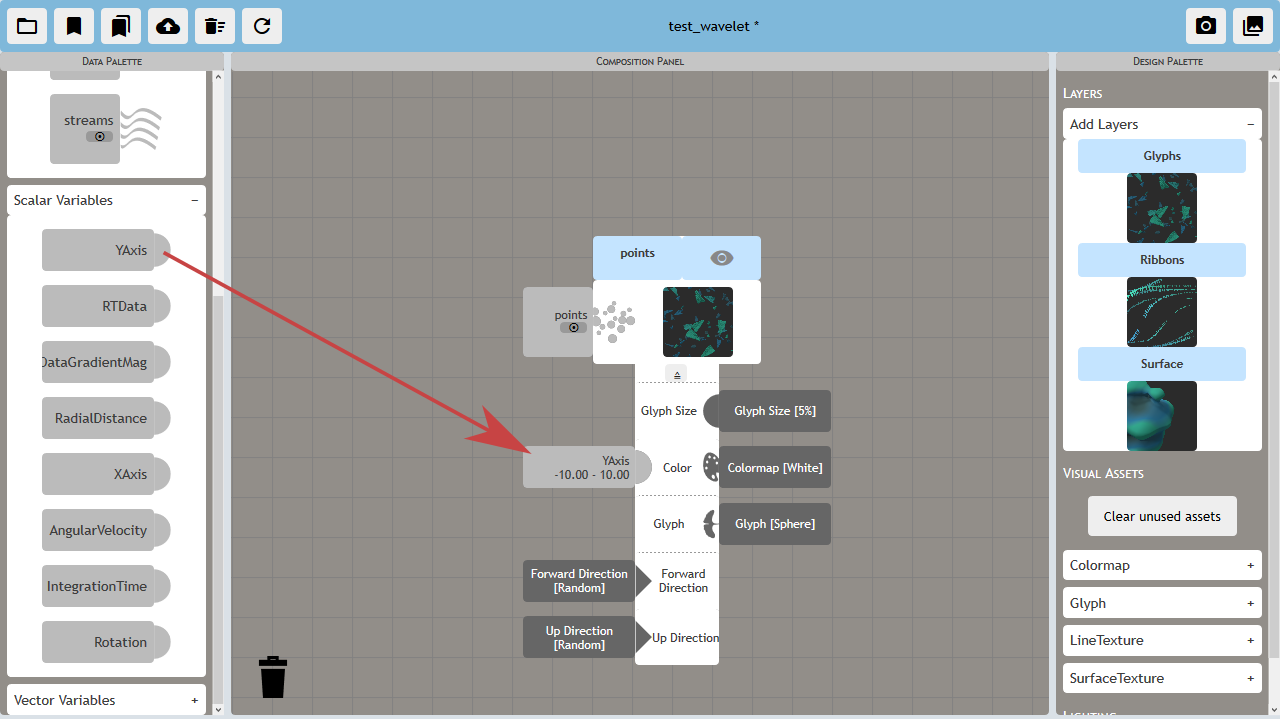 test_wavelet *
Data Palette
streams
Scalar Variables −
YAxis
RTData
DataGradientMag
RadialDistance
XAxis
AngularVelocity
IntegrationTime
Rotation
Vector Variables +
Composition Panel
points
points
Glyph Size
Glyph Size [5%]
YAxis
-10.00 - 10.00
Color
Colormap [White]
Glyph
Glyph [Sphere]
Forward Direction
[Random]
Forward
Direction
Up Direction
[Random]
Up Direction
Design Palette
Layers
Add Layers −
Glyphs
Ribbons
Surface
Visual Assets
Clear unused assets
Colormap +
Glyph +
LineTexture +
SurfaceTexture +
Lighting